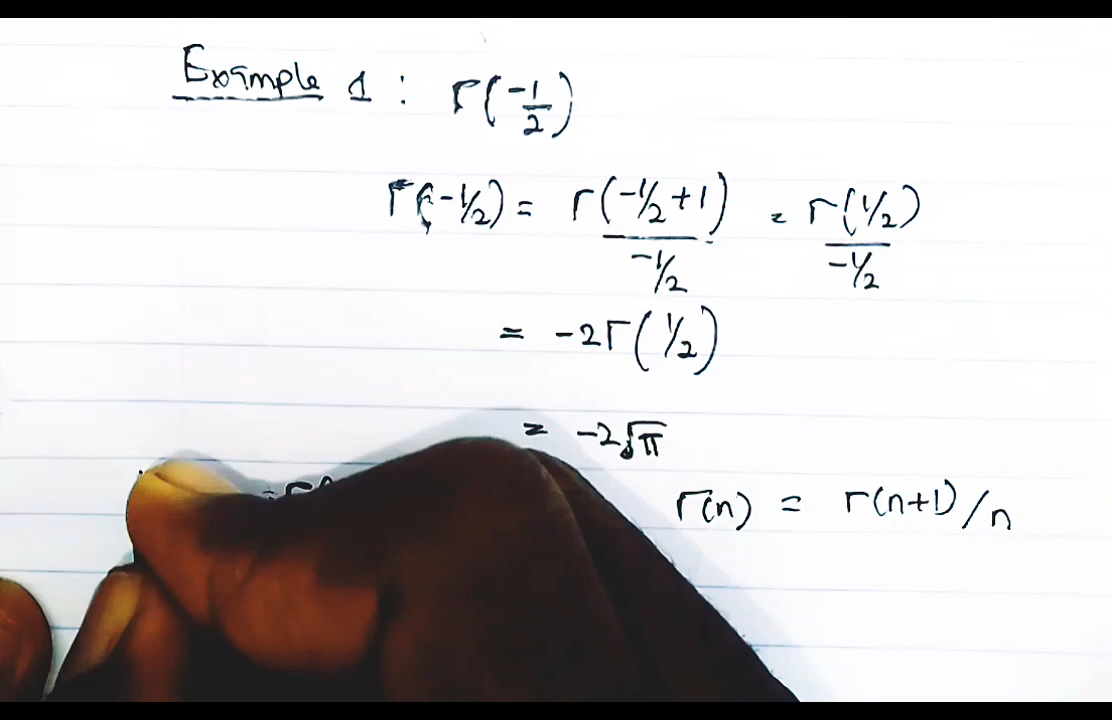 Example 1 : Γ(-1/2)
Γ(-1/2) = Γ(-1/2+1)/-1/2 = Γ(1/2)/-1/2
= -2Γ(1/2)
= -2√π
Γ(n) = Γ(n+1)/n